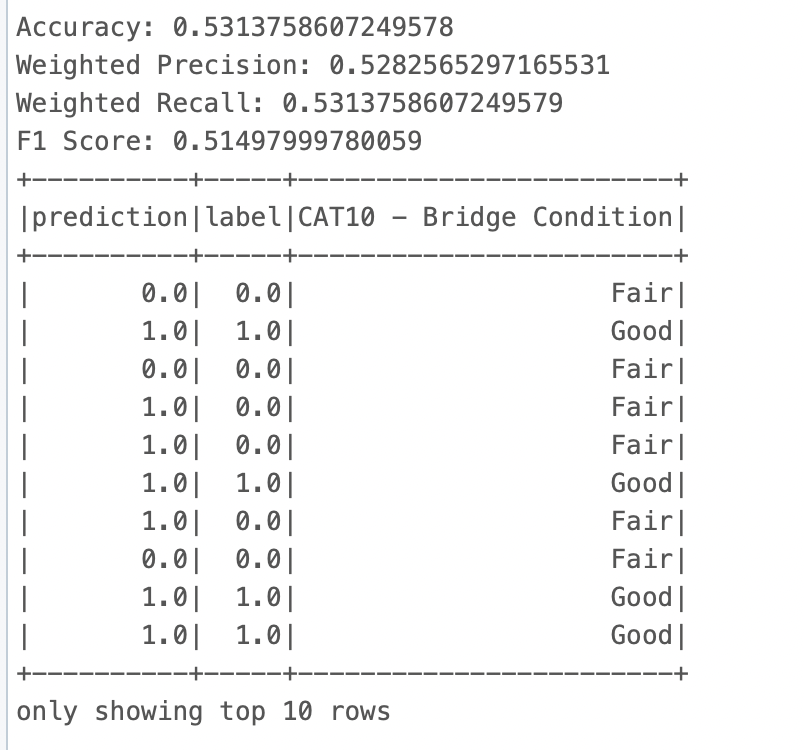 Accuracy: 0.5313758607249578
Weighted Precision: 0.5282565297165531
Weighted Recall: 0.5313758607249579
F1 Score: 0.51497999780059
+----------+-----+------------------------+
|prediction|label|CAT10 - Bridge Condition|
+----------+-----+------------------------+
|       0.0|  0.0|                    Fair|
|       1.0|  1.0|                    Good|
|       0.0|  0.0|                    Fair|
|       1.0|  0.0|                    Fair|
|       1.0|  0.0|                    Fair|
|       1.0|  1.0|                    Good|
|       1.0|  0.0|                    Fair|
|       0.0|  0.0|                    Fair|
|       1.0|  1.0|                    Good|
|       1.0|  1.0|                    Good|
+----------+-----+------------------------+
only showing top 10 rows